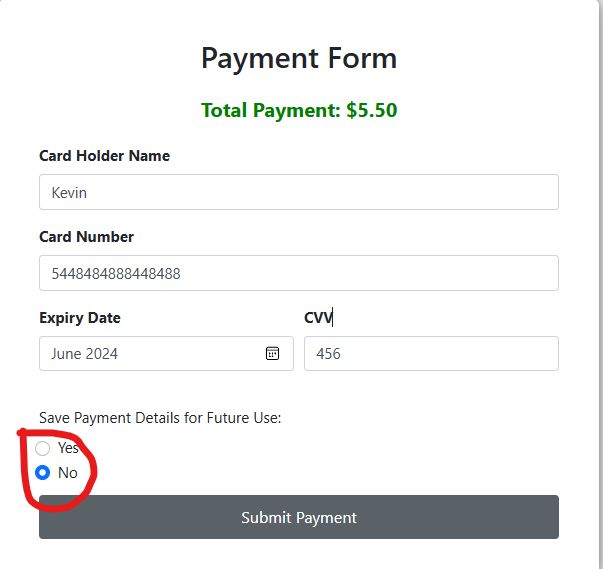 Payment Form
Total Payment: $5.50
Card Holder Name
Kevin
Card Number
5448484888448488
Expiry Date CVV
June 2024 456
Save Payment Details for Future Use:
Yes
No
Submit Payment